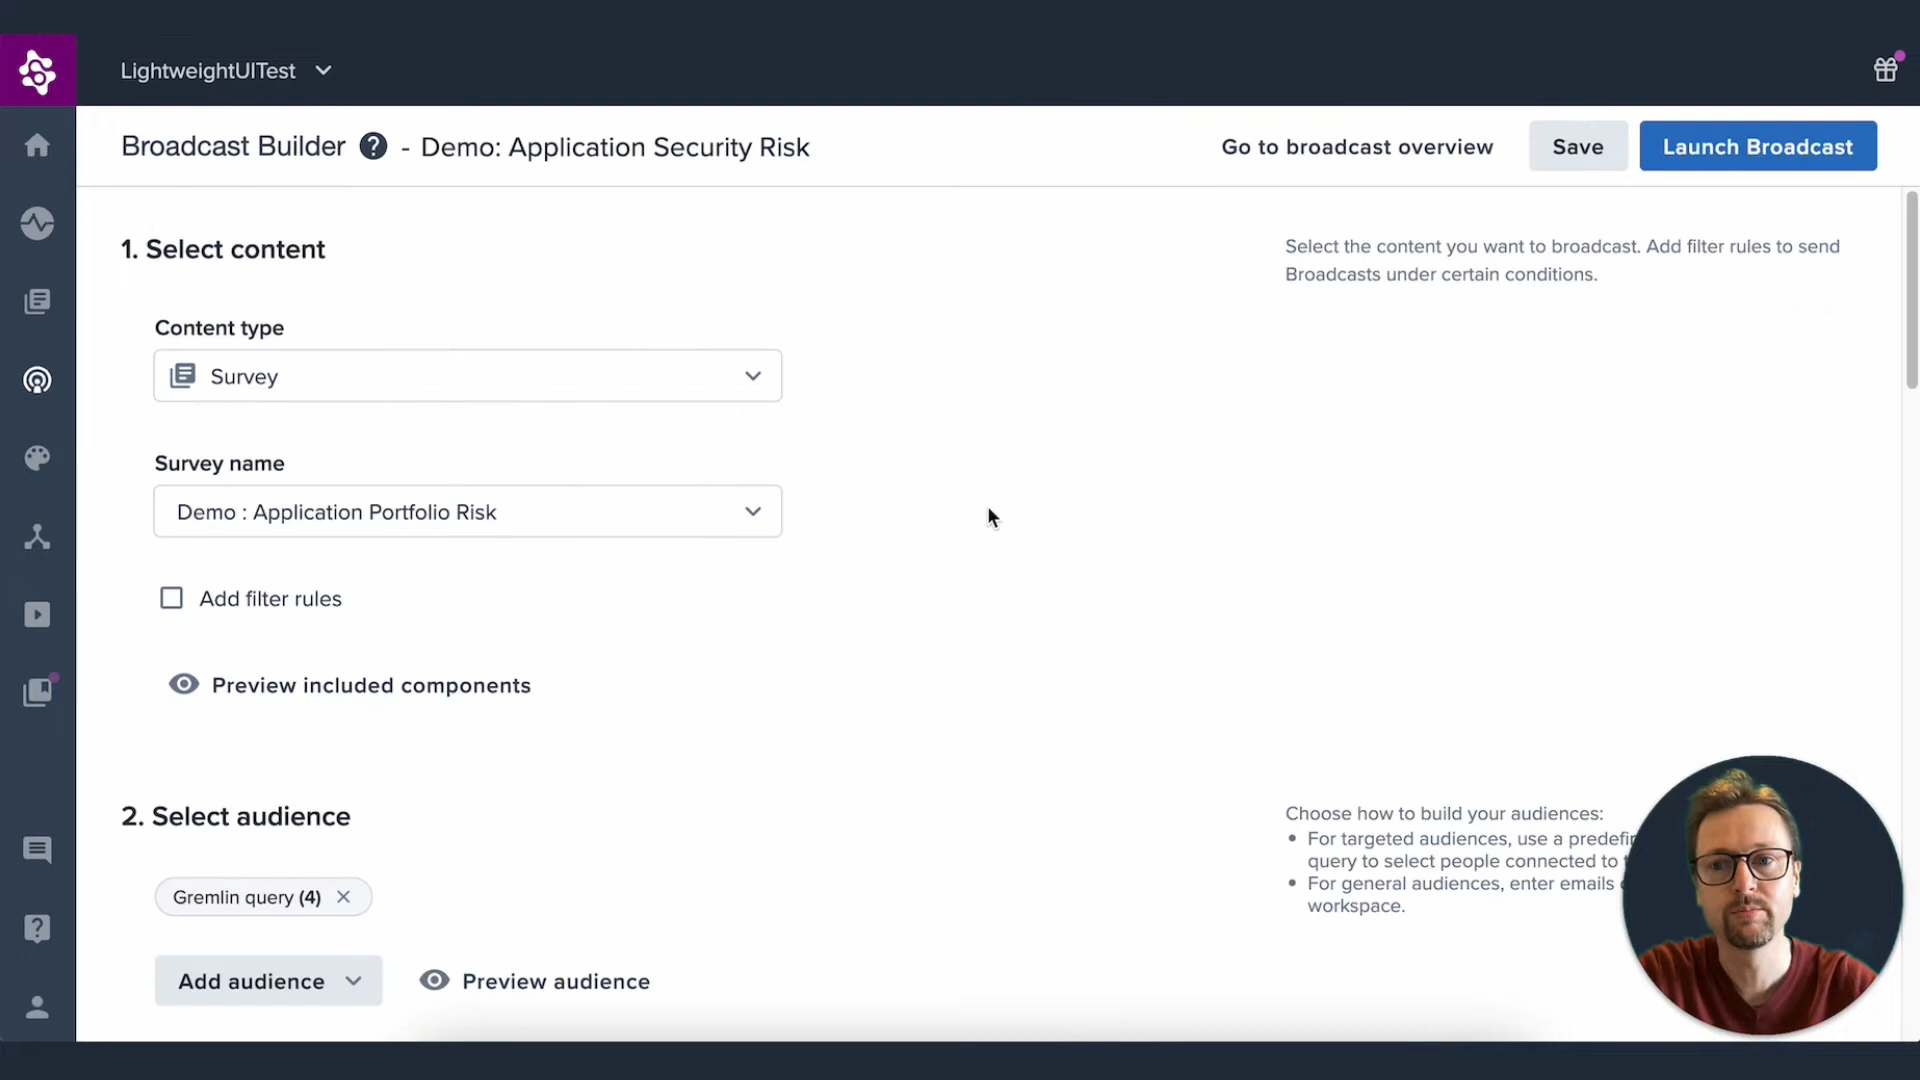 LightweightUITest
Broadcast Builder ? - Demo: Application Security Risk
Go to broadcast overview
Save
Launch Broadcast
1. Select content
Select the content you want to broadcast. Add filter rules to send
Broadcasts under certain conditions.
Content type
Survey
Survey name
Demo : Application Portfolio Risk
Add filter rules
Preview included components
2. Select audience
Choose how to build your audiences:
• For targeted audiences, use a
query to select people connected to
• For general audiences, enter emails
workspace.
Gremlin query (4)
Add audience
Preview audience